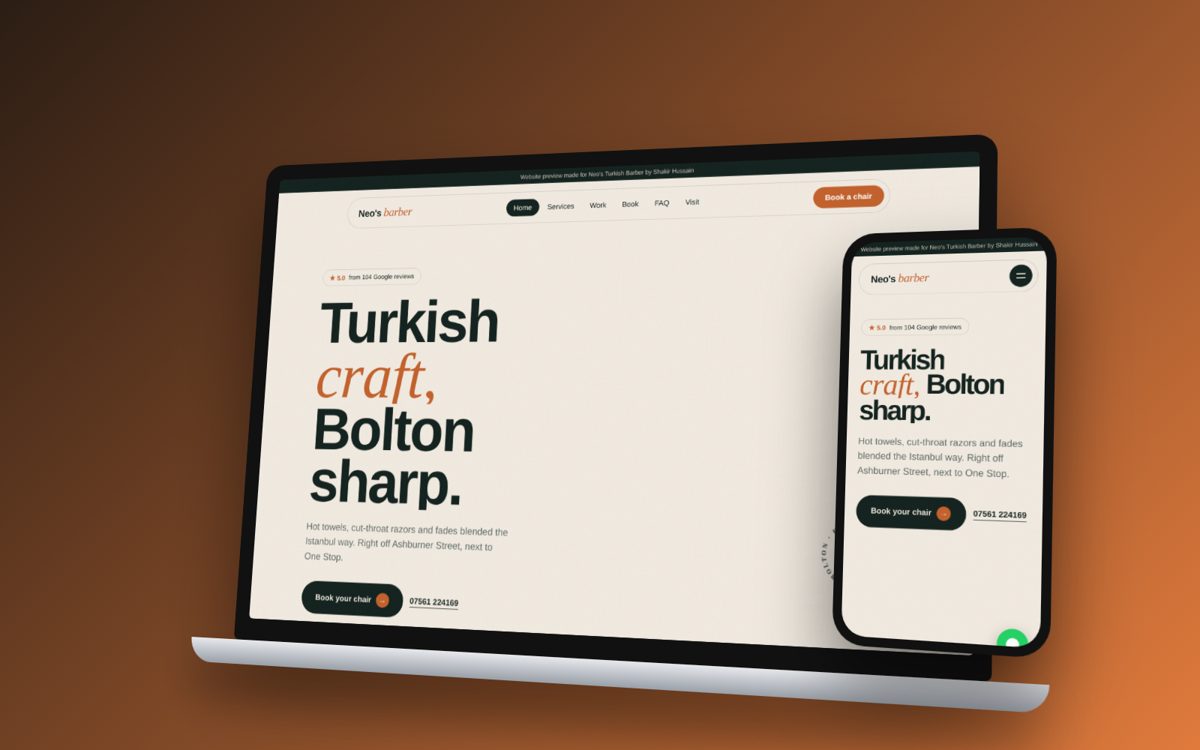 Website preview made for Neo's Turkish Barber by Shakir Hussain
Neo's barber
Home
Services
Work
Book
FAQ
Visit
Book a chair
★ 5.0 from 104 Google reviews
Turkish
craft,
Bolton
sharp.
Hot towels, cut-throat razors and fades blended the
Istanbul way. Right off Ashburner Street, next to
One Stop.
Book your chair →
07561 224169
BOLTON ·
Website preview made for Neo's Turkish Barber by Shakir Hussain
Neo's barber
★ 5.0 from 104 Google reviews
Turkish
craft, Bolton
sharp.
Hot towels, cut-throat razors and fades
blended the Istanbul way. Right off
Ashburner Street, next to One Stop.
Book your chair →
07561 224169